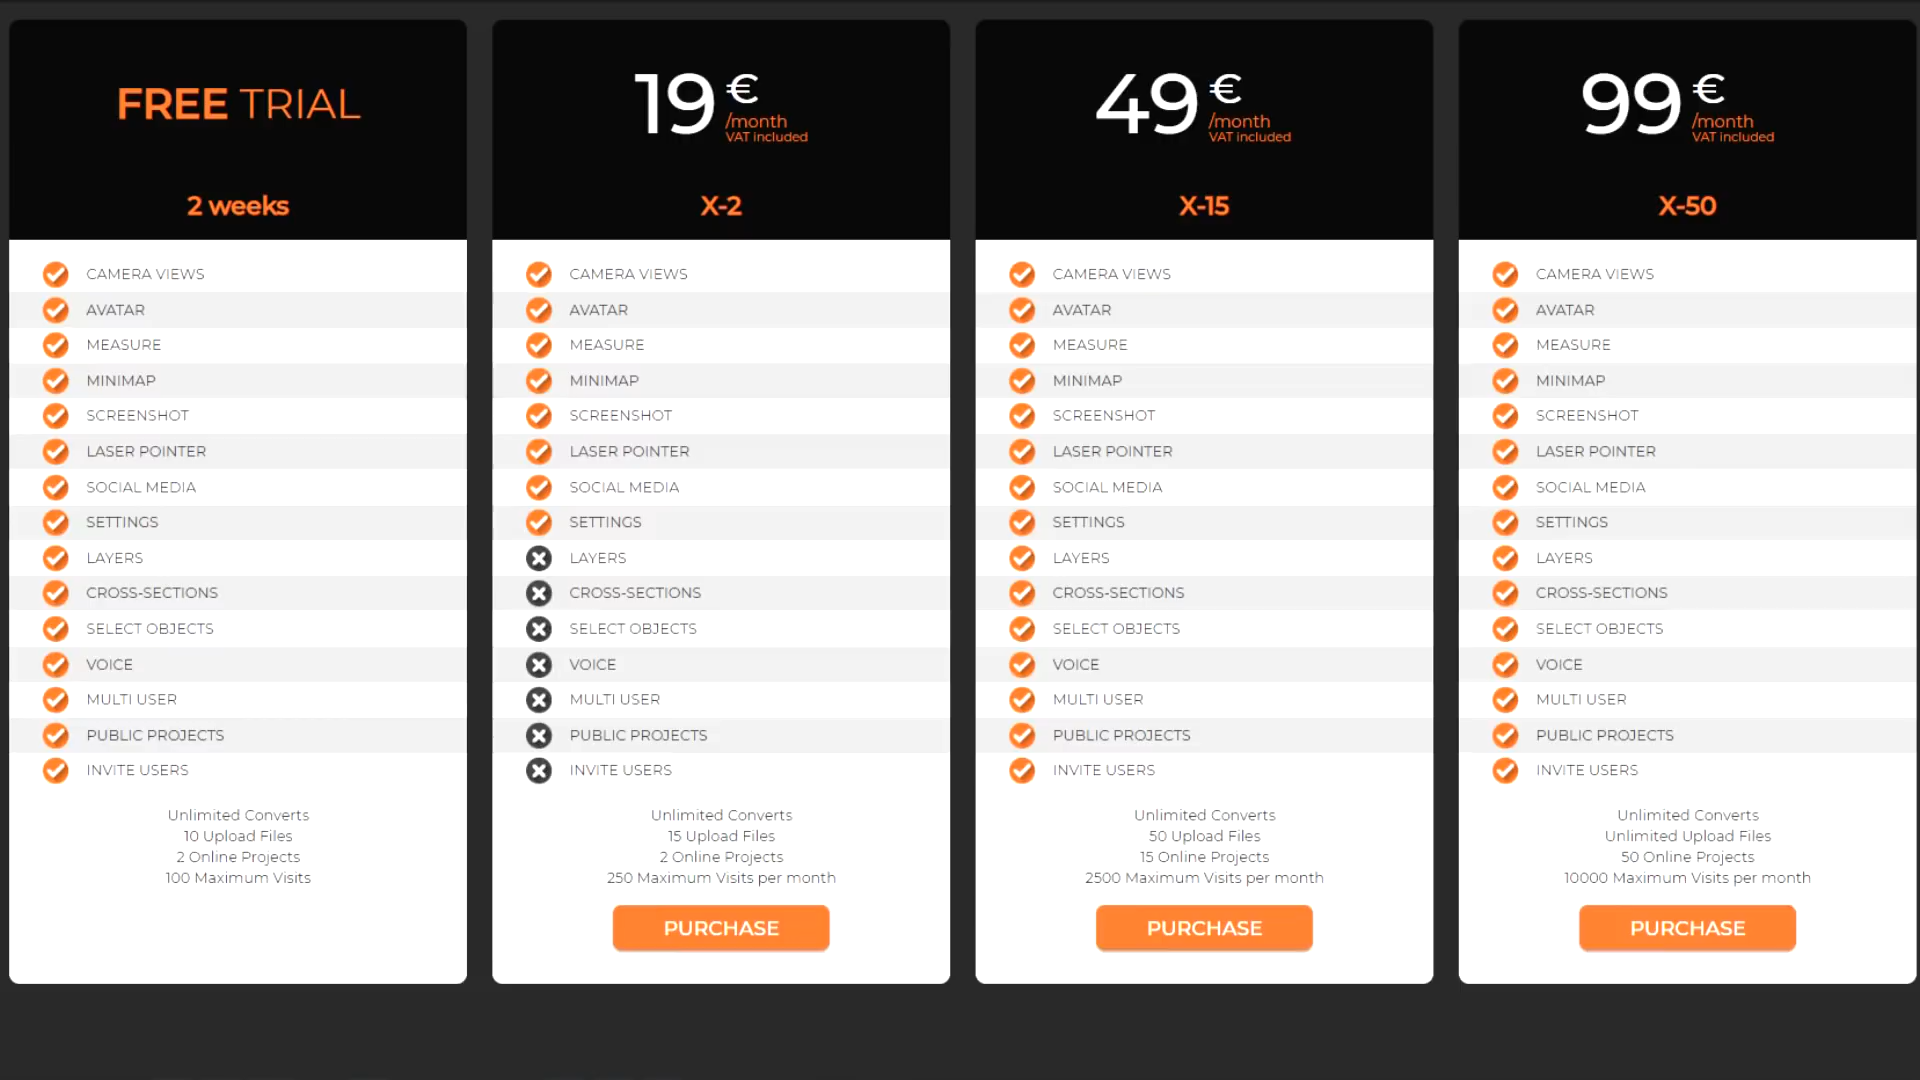 FREE TRIAL
2 weeks
CAMERA VIEWS
AVATAR
MEASURE
MINIMAP
SCREENSHOT
LASER POINTER
SOCIAL MEDIA
SETTINGS
LAYERS
CROSS-SECTIONS
SELECT OBJECTS
VOICE
MULTI USER
PUBLIC PROJECTS
INVITE USERS
Unlimited Converts
10 Upload Files
2 Online Projects
100 Maximum Visits
19 €
/month
VAT included
X-2
CAMERA VIEWS
AVATAR
MEASURE
MINIMAP
SCREENSHOT
LASER POINTER
SOCIAL MEDIA
SETTINGS
LAYERS
CROSS-SECTIONS
SELECT OBJECTS
VOICE
MULTI USER
PUBLIC PROJECTS
INVITE USERS
Unlimited Converts
15 Upload Files
2 Online Projects
250 Maximum Visits per month
PURCHASE
49 €
/month
VAT included
X-15
CAMERA VIEWS
AVATAR
MEASURE
MINIMAP
SCREENSHOT
LASER POINTER
SOCIAL MEDIA
SETTINGS
LAYERS
CROSS-SECTIONS
SELECT OBJECTS
VOICE
MULTI USER
PUBLIC PROJECTS
INVITE USERS
Unlimited Converts
50 Upload Files
15 Online Projects
2500 Maximum Visits per month
PURCHASE
99 €
/month
VAT included
X-50
CAMERA VIEWS
AVATAR
MEASURE
MINIMAP
SCREENSHOT
LASER POINTER
SOCIAL MEDIA
SETTINGS
LAYERS
CROSS-SECTIONS
SELECT OBJECTS
VOICE
MULTI USER
PUBLIC PROJECTS
INVITE USERS
Unlimited Converts
Unlimited Upload Files
50 Online Projects
10000 Maximum Visits per month
PURCHASE